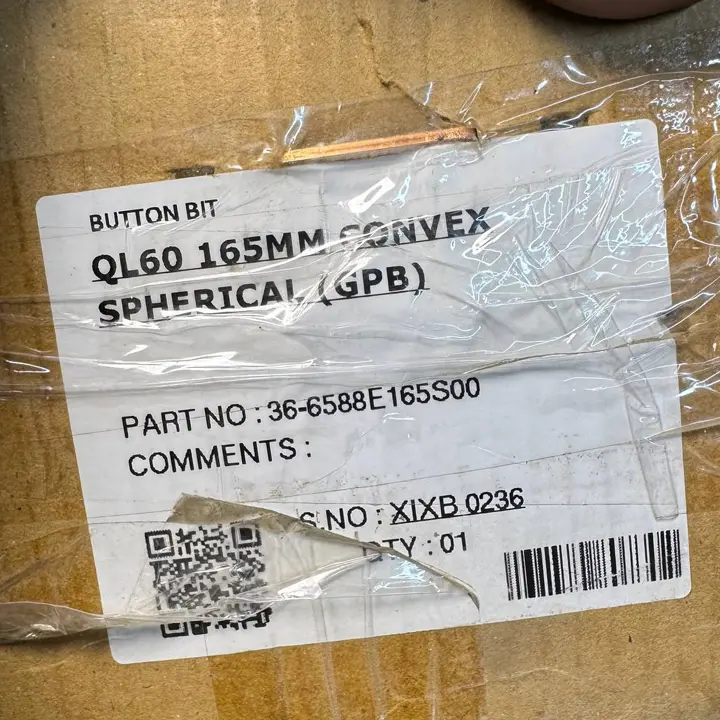 BUTTON BIT
QL60 165MM CONVEX
SPHERICAL (GPB)
PART NO : 36-6588E165S00
COMMENTS :
S.NO : XIXB 0236
QTY : 01